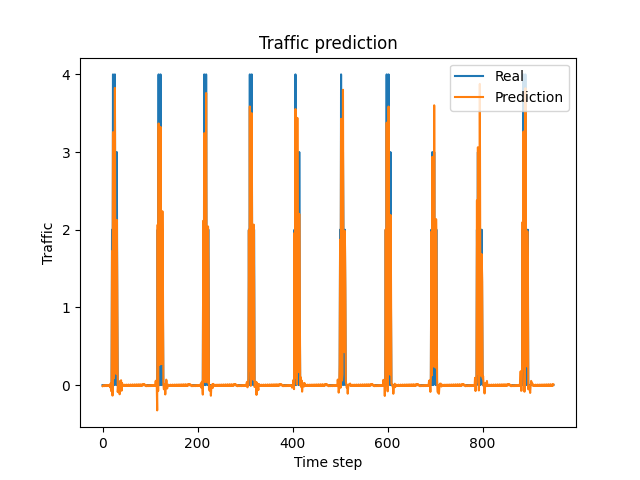 Traffic prediction
Real
Prediction
Traffic
4
3
2
1
0
0 200 400 600 800
Time step